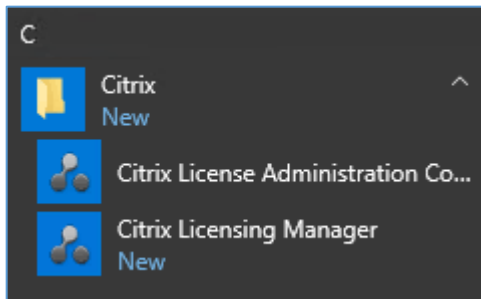 C
Citrix
New
Citrix License Administration Co...
Citrix Licensing Manager
New